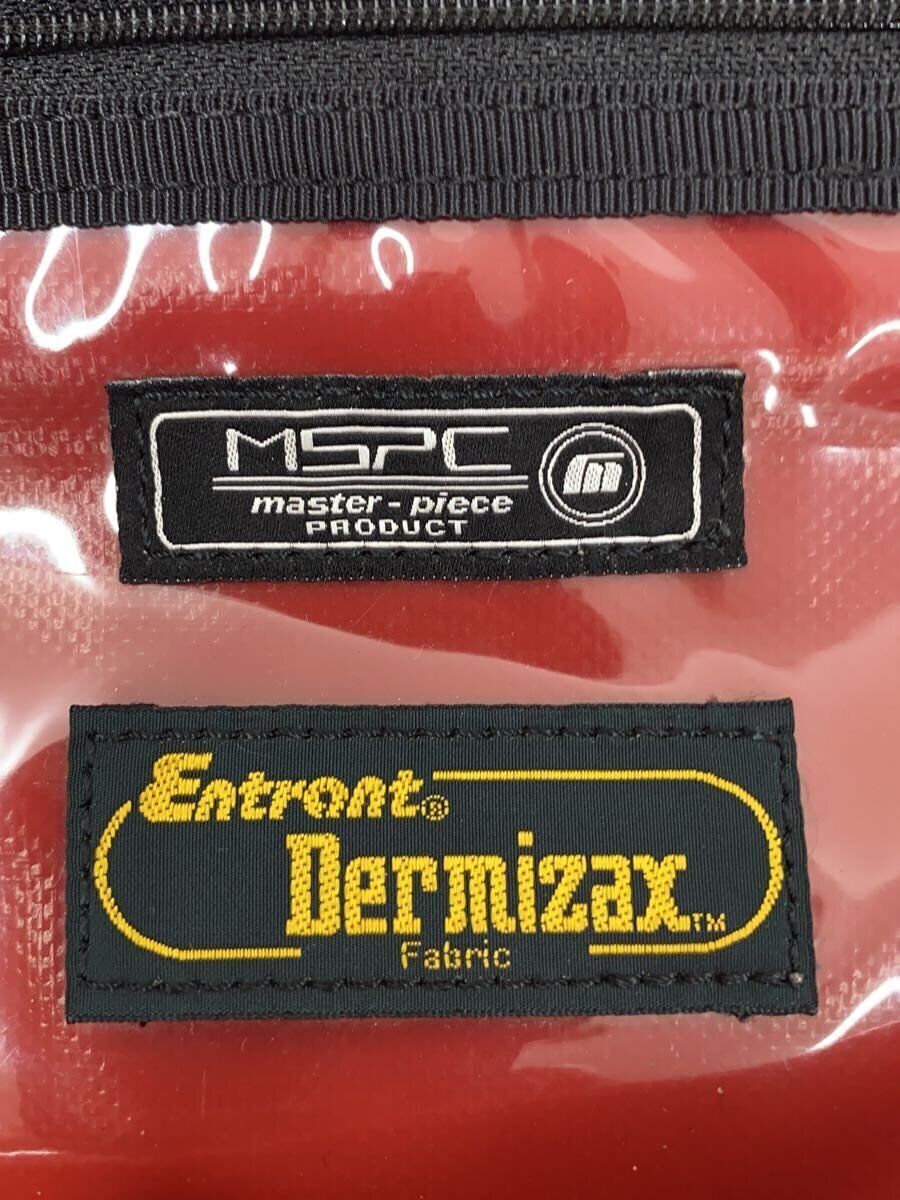 MSPC
master-piece
PRODUCT
m
Entrant®
Dermizax™
Fabric